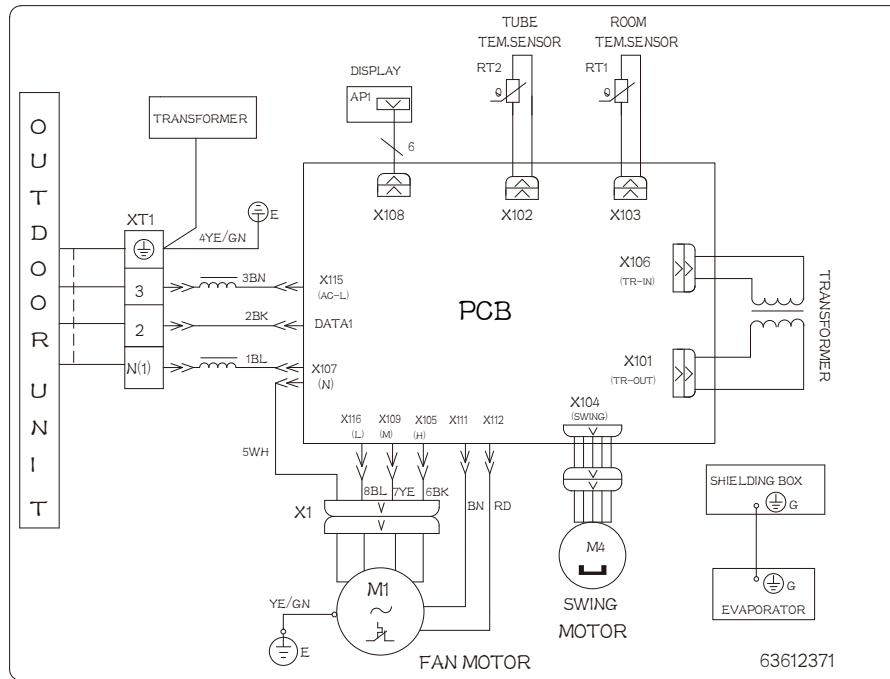 TUBE
TEM.SENSOR
ROOM
TEM.SENSOR
RT2
RT1
θ
θ
DISPLAY
AP1
6
TRANSFORMER
OUTDOOR UNIT
XT1
4YE/GN
E
X108
X102
X103
3
3BN
X115
(AC-L)
2
2BK
DATA1
N(1)
1BL
X107
(N)
PCB
X106
(TR-IN)
X101
(TR-OUT)
TRANSFORMER
X116
(L)
X109
(M)
X105
(H)
X111
X112
X104
(SWING)
5WH
8BL
7YE
6BK
BN
RD
X1
M1
YE/GN
E
FAN MOTOR
M4
SWING
MOTOR
SHIELDING BOX
G
G
EVAPORATOR
63612371